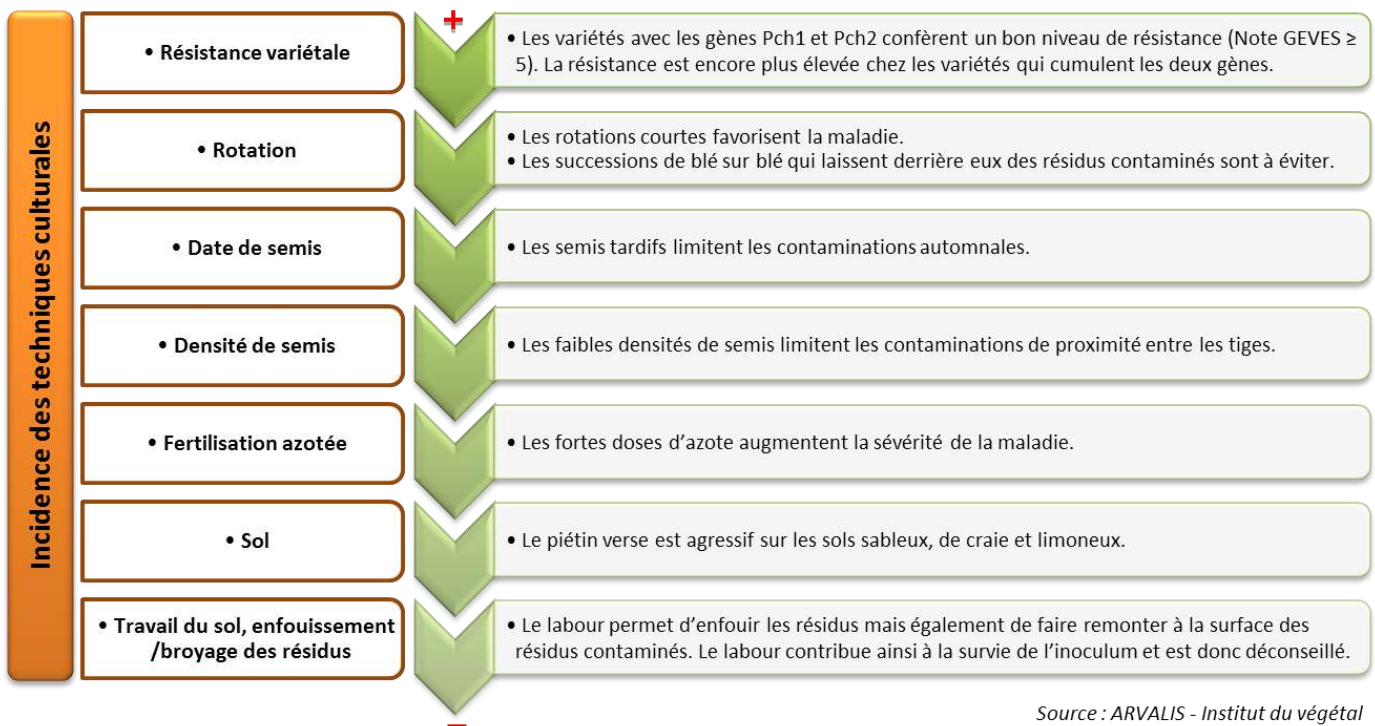 Incidence des techniques culturales
+
• Résistance variétale
• Les variétés avec les gènes Pch1 et Pch2 confèrent un bon niveau de résistance (Note GEVES ≥
5). La résistance est encore plus élevée chez les variétés qui cumulent les deux gènes.
• Rotation
• Les rotations courtes favorisent la maladie.
• Les successions de blé sur blé qui laissent derrière eux des résidus contaminés sont à éviter.
• Date de semis
• Les semis tardifs limitent les contaminations automnales.
• Densité de semis
• Les faibles densités de semis limitent les contaminations de proximité entre les tiges.
• Fertilisation azotée
• Les fortes doses d’azote augmentent la sévérité de la maladie.
• Sol
• Le piétin verse est agressif sur les sols sableux, de craie et limoneux.
• Travail du sol, enfouissement
/broyage des résidus
• Le labour permet d’enfouir les résidus mais également de faire remonter à la surface des
résidus contaminés. Le labour contribue ainsi à la survie de l’inoculum et est donc déconseillé.
–
Source : ARVALIS - Institut du végétal